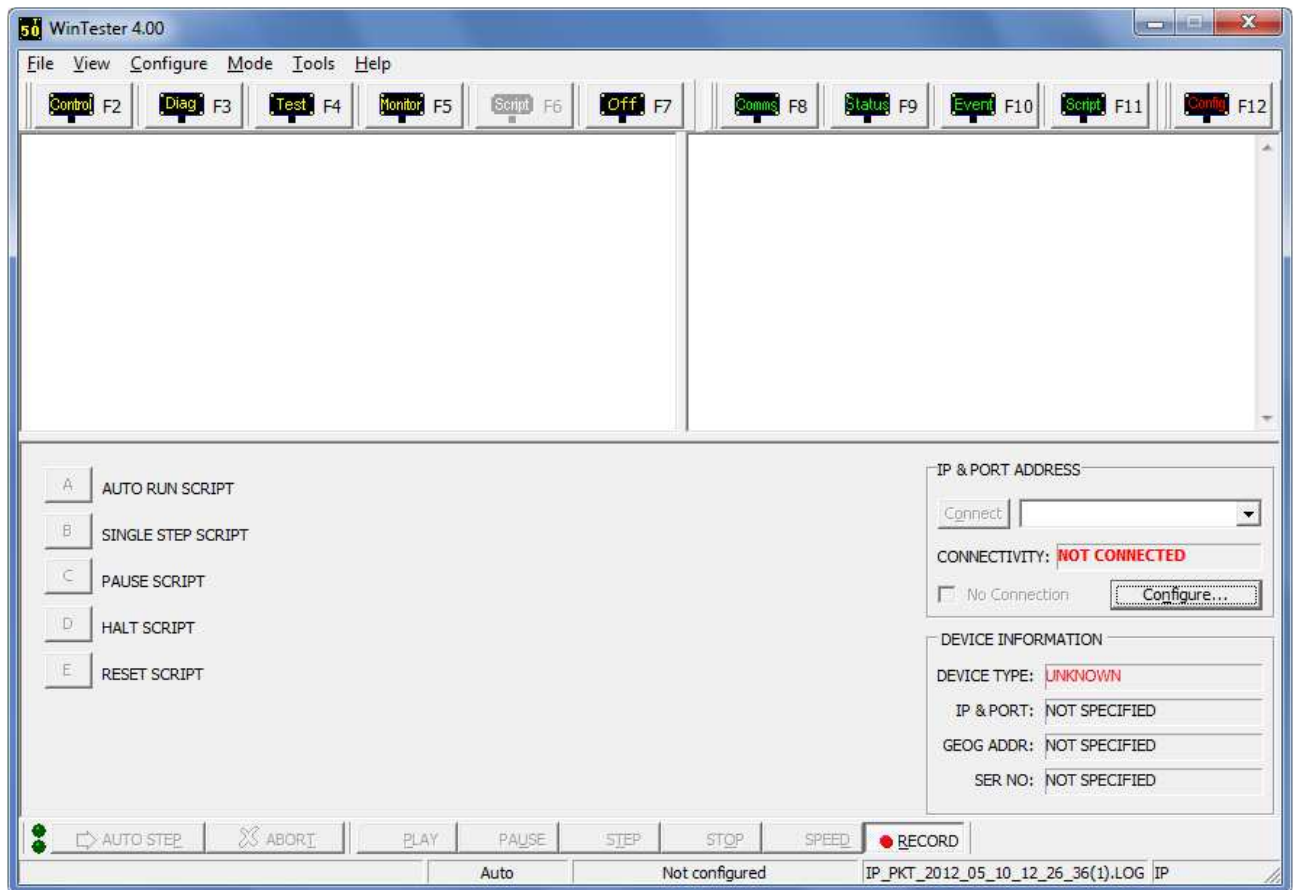 50 WinTester 4.00
File View Configure Mode Tools Help
Control F2 Diag F3 Test F4 Monitor F5 Script F6 Off F7 Comms F8 Status F9 Event F10 Script F11 Config F12
A AUTO RUN SCRIPT
B SINGLE STEP SCRIPT
C PAUSE SCRIPT
D HALT SCRIPT
E RESET SCRIPT
IP & PORT ADDRESS
Connect
CONNECTIVITY: NOT CONNECTED
No Connection Configure...
DEVICE INFORMATION
DEVICE TYPE: UNKNOWN
IP & PORT: NOT SPECIFIED
GEOG ADDR: NOT SPECIFIED
SER NO: NOT SPECIFIED
AUTO STEP ABORT PLAY PAUSE STEP STOP SPEED RECORD
Auto Not configured IP_PKT_2012_05_10_12_26_36(1).LOG IP